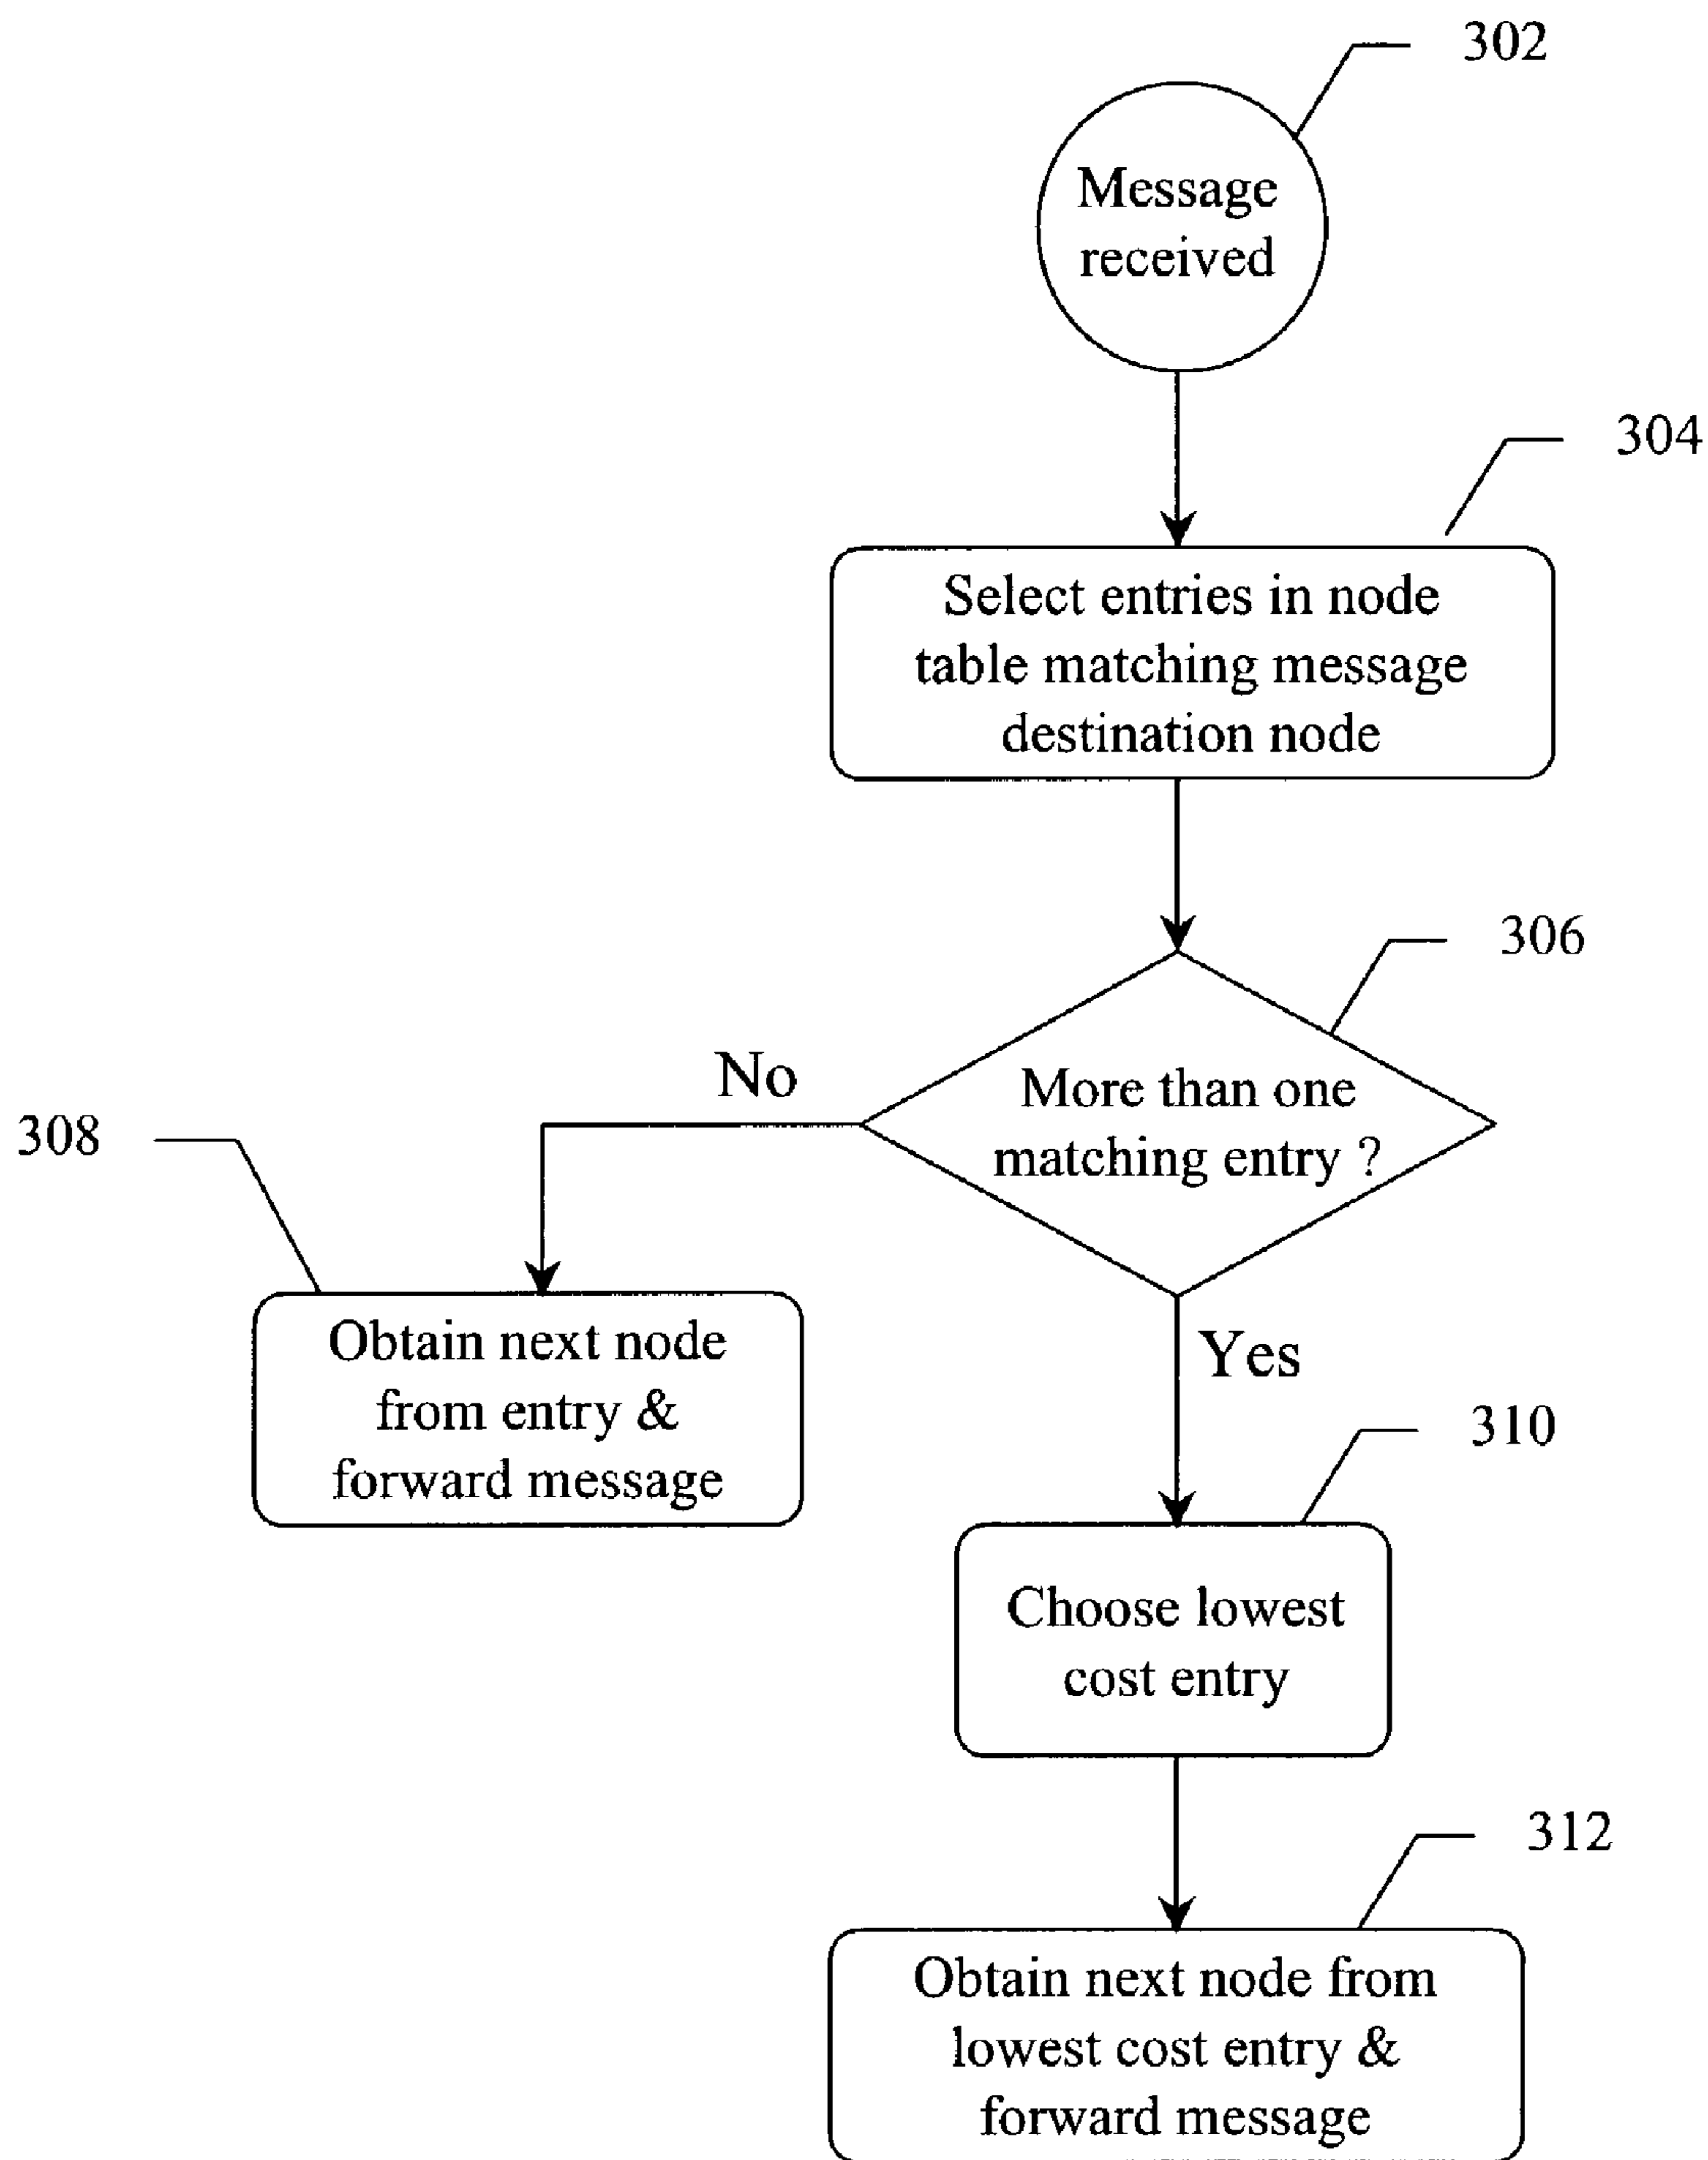 302
Message
received
304
Select entries in node
table matching message
destination node
306
More than one
matching entry ?
No
308
Obtain next node
from entry &
forward message
Yes
310
Choose lowest
cost entry
312
Obtain next node from
lowest cost entry &
forward message